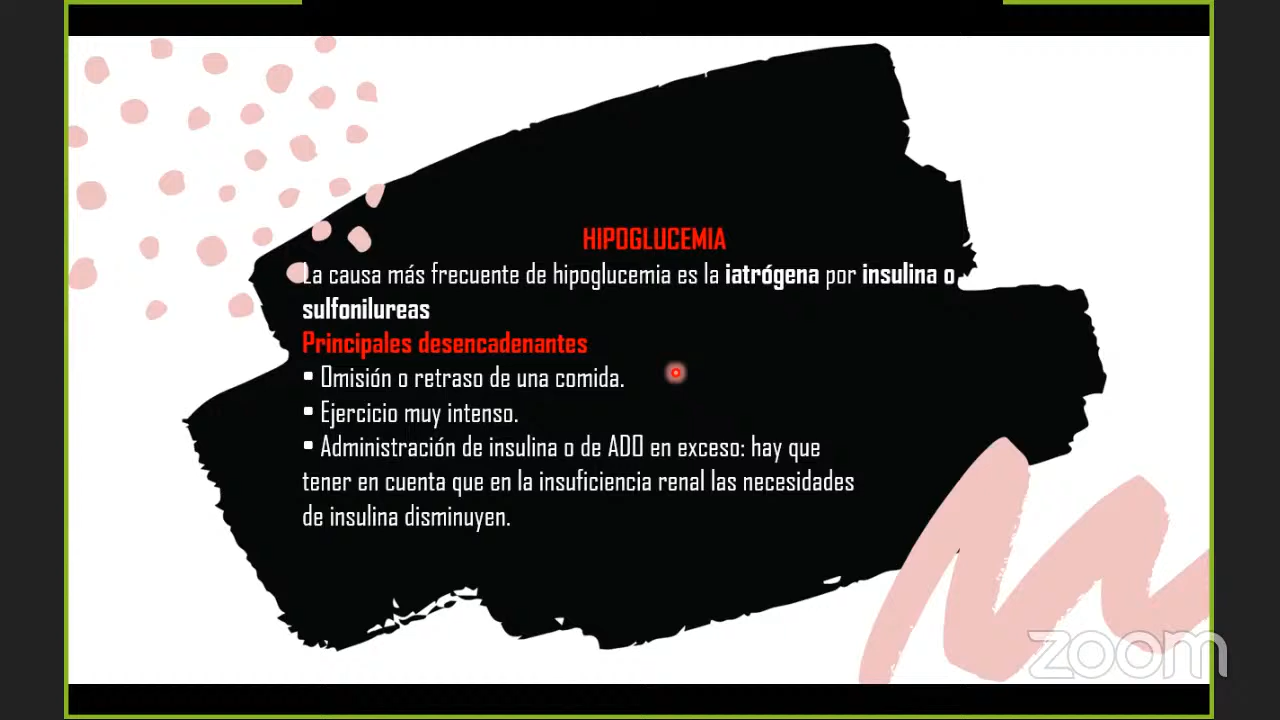 HIPOGLUCEMIA
La causa más frecuente de hipoglucemia es la iatrógena por insulina o
sulfonilureas
Principales desencadenantes
▪ Omisión o retraso de una comida.
▪ Ejercicio muy intenso.
▪ Administración de insulina o de ADO en exceso: hay que
tener en cuenta que en la insuficiencia renal las necesidades
de insulina disminuyen.
zoom